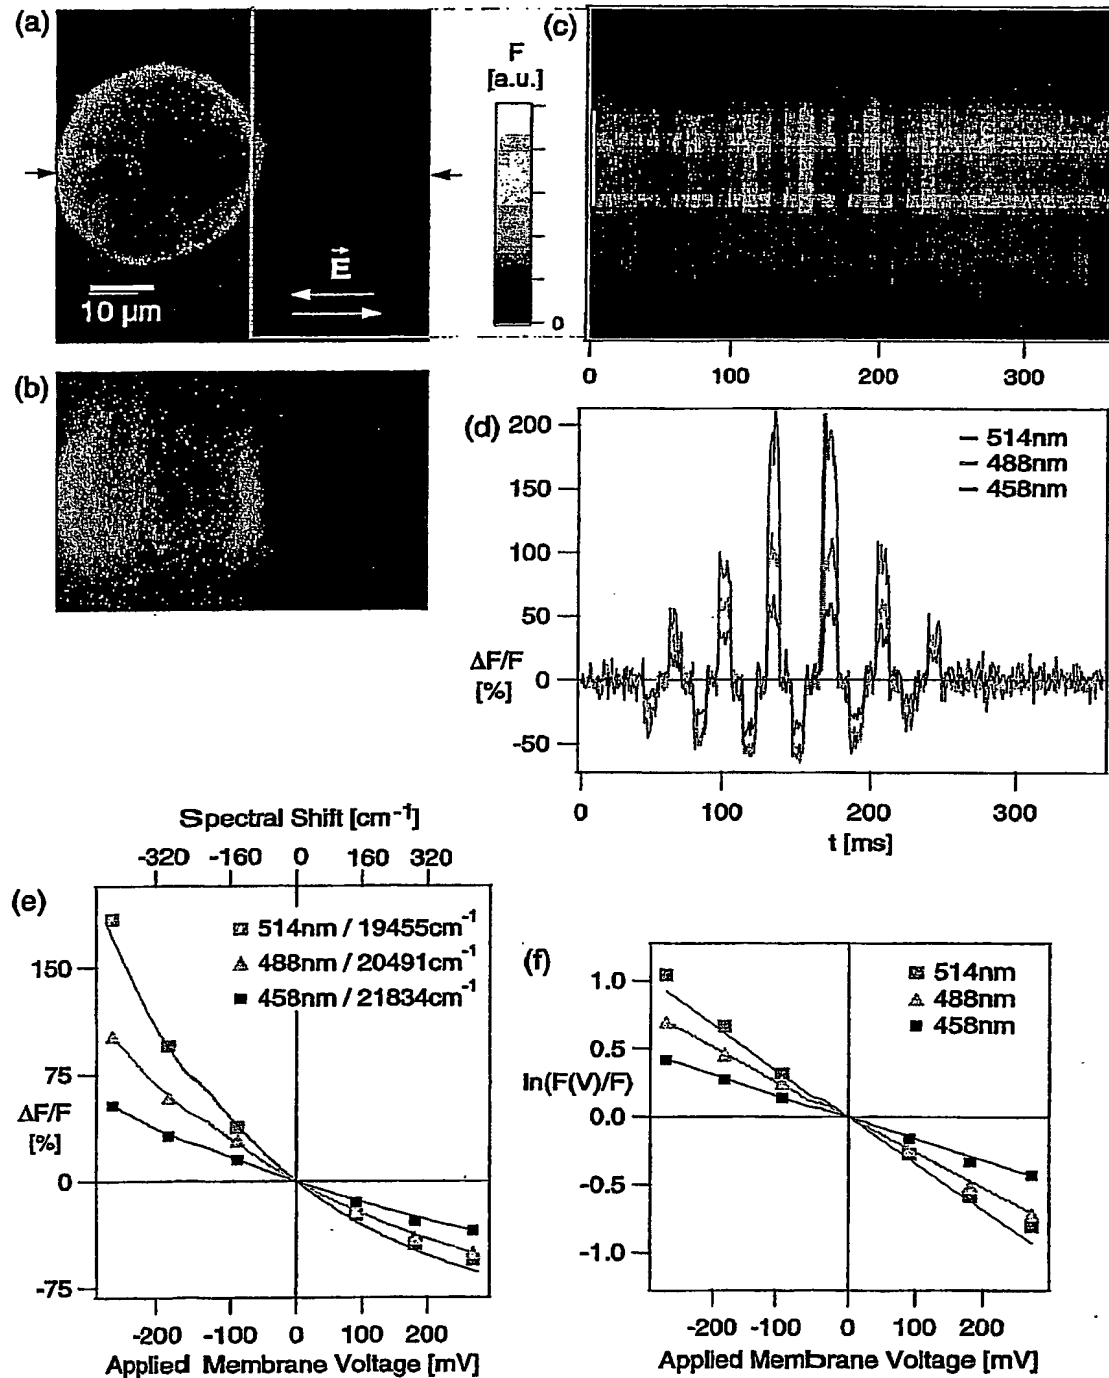 (a)
E
10 µm
F
[a.u.]
0
(c)
0 100 200 300
(b)
(d)
200
150
100
50
0
-50
ΔF/F
[%]
514nm
488nm
458nm
0 100 200 300
t [ms]
(e)
Spectral Shift [cm⁻¹]
-320 -160 0 160 320
514nm / 19455cm⁻¹
488nm / 20491cm⁻¹
458nm / 21834cm⁻¹
150
75
ΔF/F
[%]
0
-75
-200 -100 0 100 200
Applied Membrane Voltage [mV]
(f)
514nm
488nm
458nm
1.0
0.5
ln(F(V)/F)
0.0
-0.5
-1.0
-200 -100 0 100 200
Applied Membrane Voltage [mV]